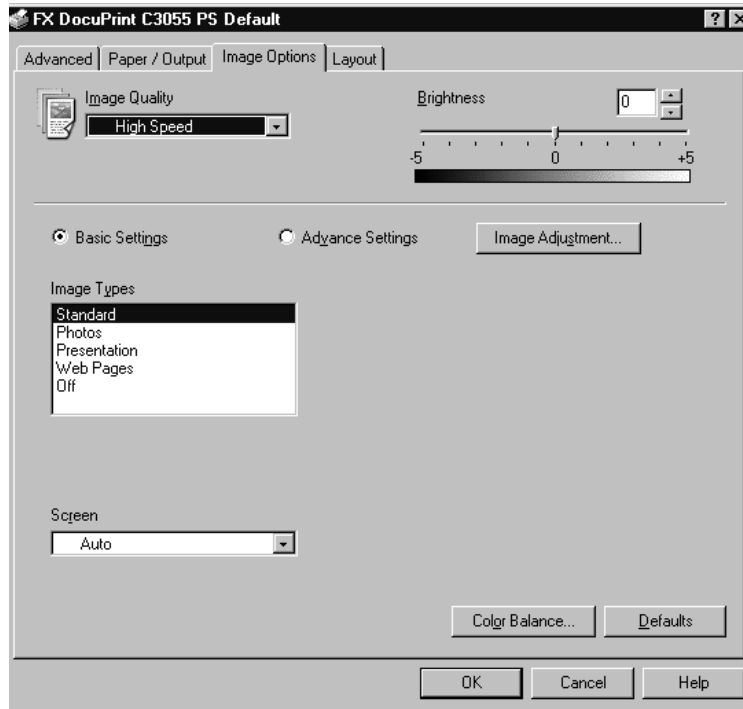 FX DocuPrint C3055 PS Default
Advanced Paper / Output Image Options Layout
Image Quality
High Speed
Brightness
0
-5 0 +5
Basic Settings Advance Settings Image Adjustment...
Image Types
Standard
Photos
Presentation
Web Pages
Off
Screen
Auto
Color Balance... Defaults
OK Cancel Help